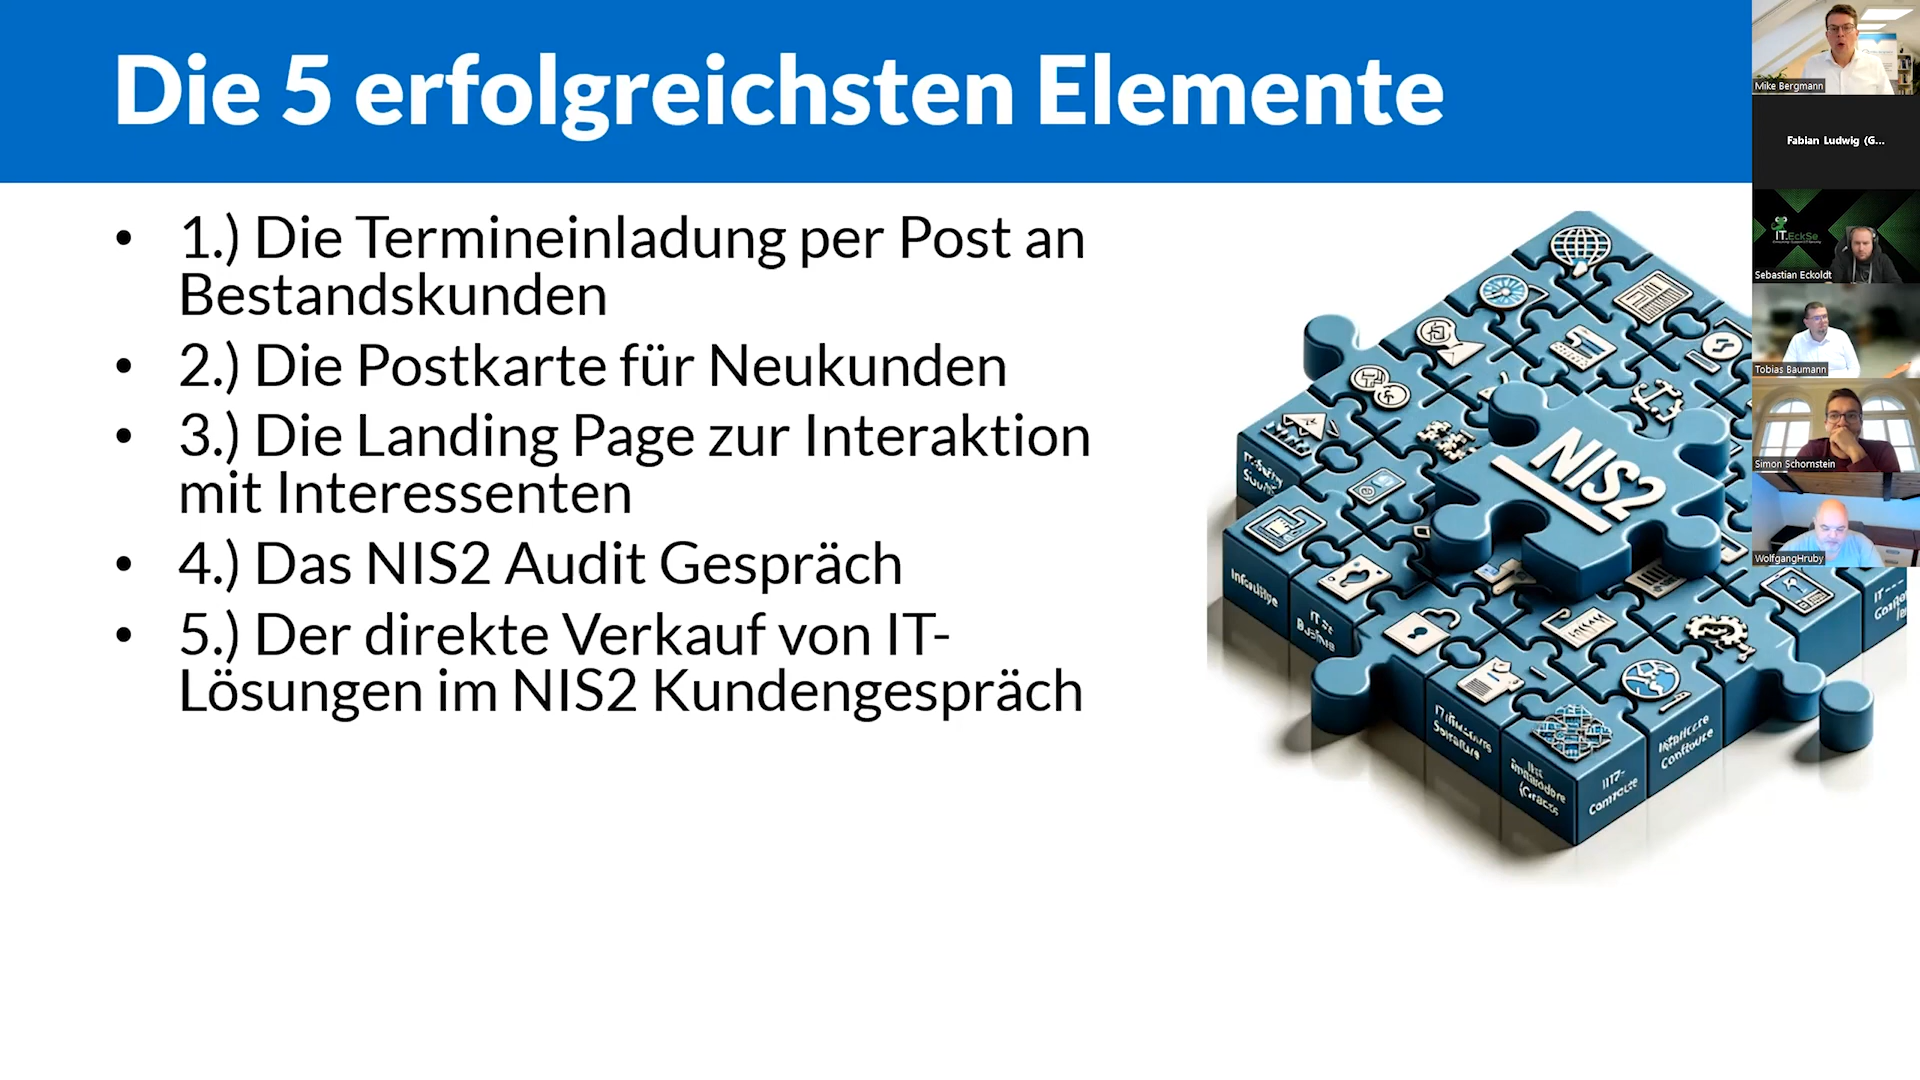 Die 5 erfolgreichsten Elemente
• 1.) Die Termineinladung per Post an
Bestandskunden
• 2.) Die Postkarte für Neukunden
• 3.) Die Landing Page zur Interaktion
mit Interessenten
• 4.) Das NIS2 Audit Gespräch
• 5.) Der direkte Verkauf von IT-
Lösungen im NIS2 Kundengespräch
NIS2
Mike Bergmann
Fabian Ludwig (G...
IT.EckSe
Sebastian Eckoldt
Tobias Baumann
Simon Schornstein
WolfgangHruby